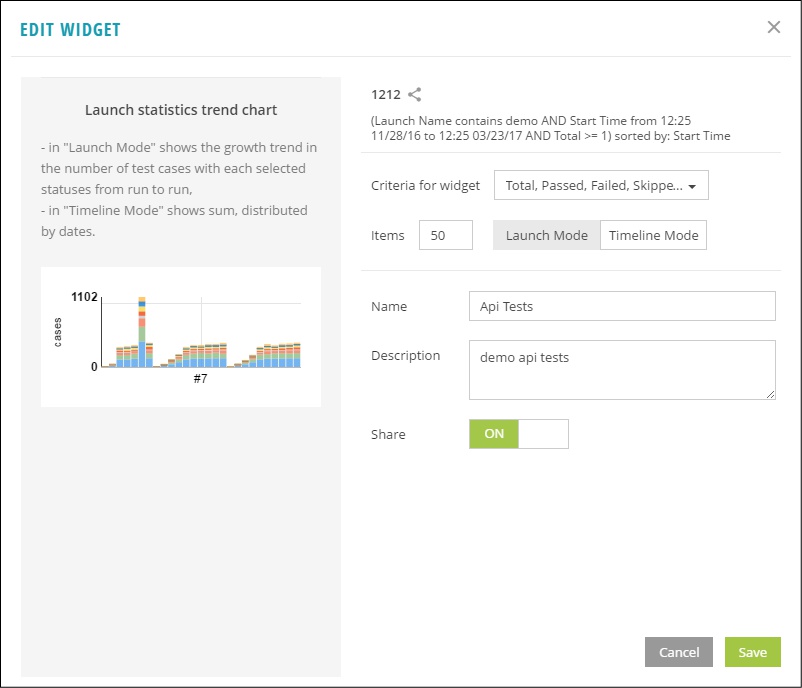 EDIT WIDGET
Launch statistics trend chart
- in "Launch Mode" shows the growth trend in
the number of test cases with each selected
statuses from run to run,
- in "Timeline Mode" shows sum, distributed
by dates.
1102
cases
0
#7
1212
(Launch Name contains demo AND Start Time from 12:25
11/28/16 to 12:25 03/23/17 AND Total >= 1) sorted by: Start Time
Criteria for widget Total, Passed, Failed, Skippe...
Items 50 Launch Mode Timeline Mode
Name Api Tests
Description demo api tests
Share ON
Cancel Save